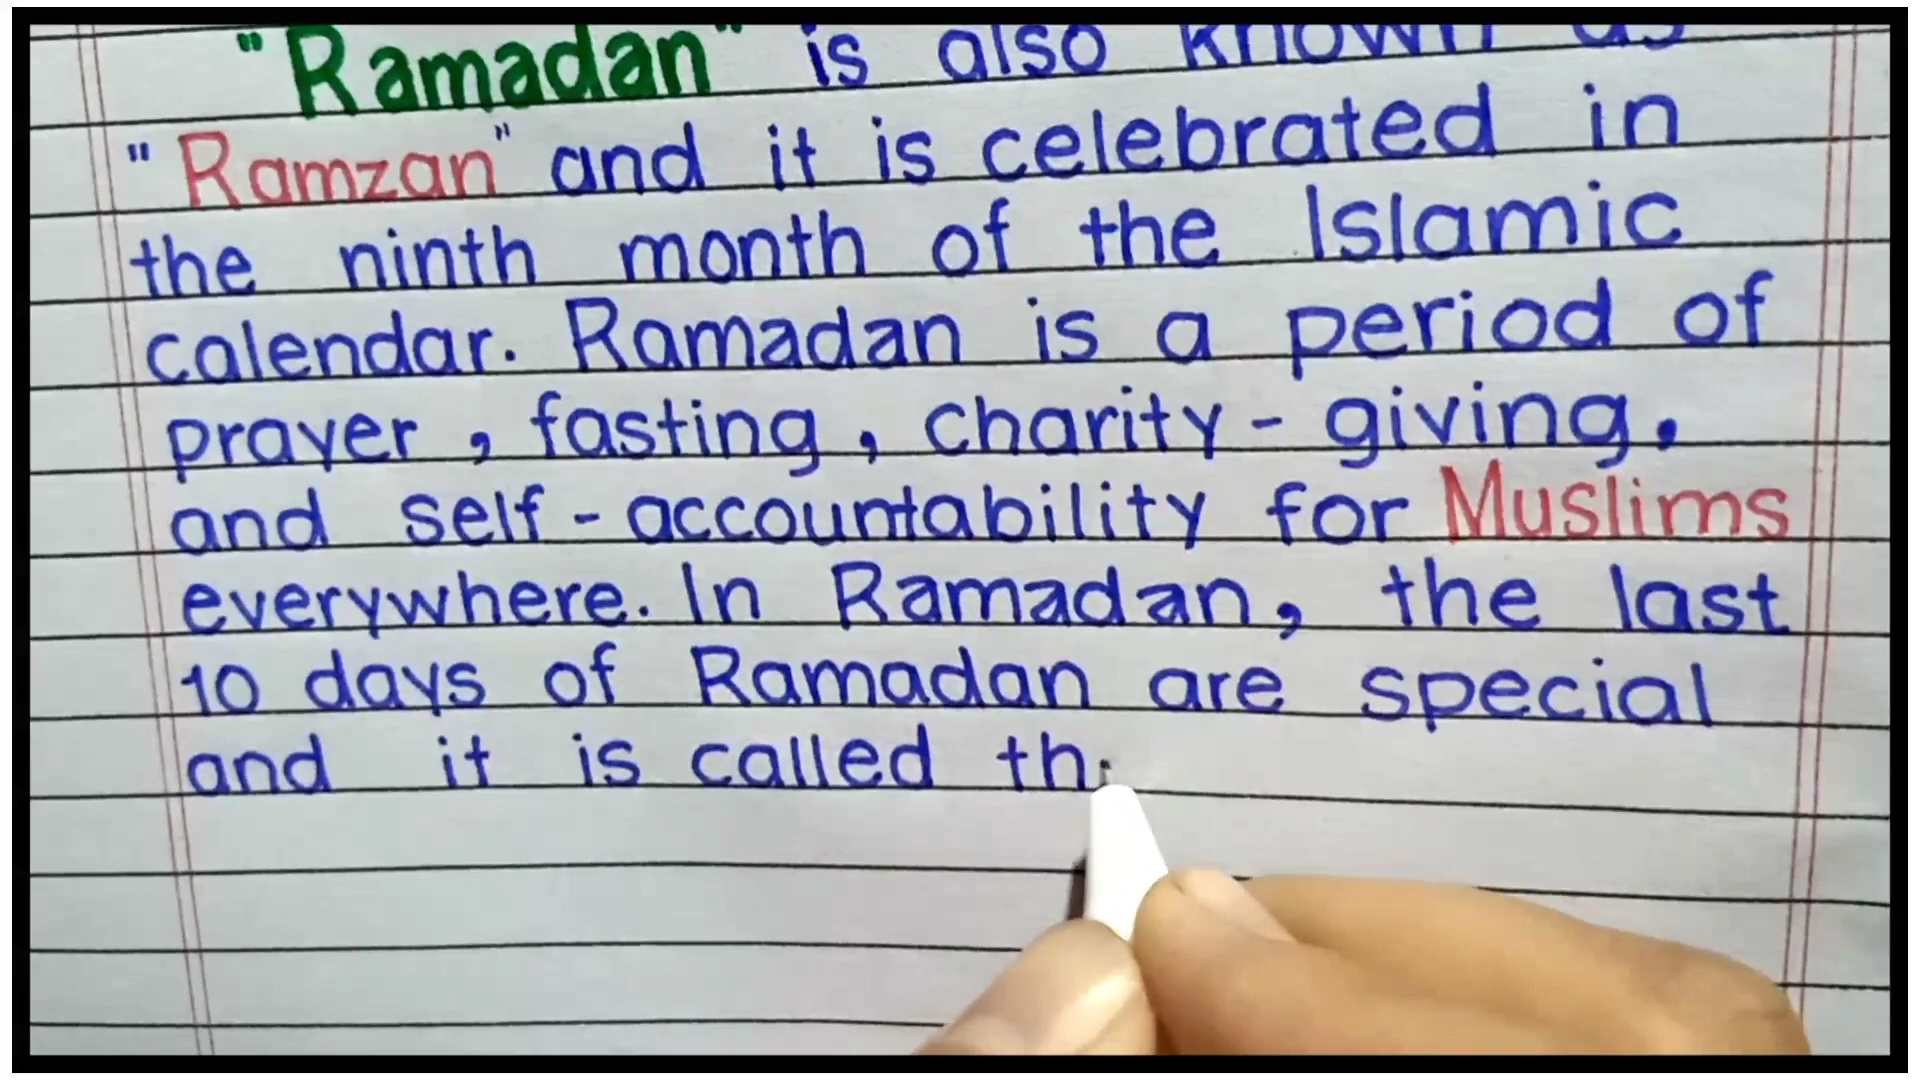 "Ramadan" is also known as
"Ramzan" and it is celebrated in
the ninth month of the Islamic
calendar. Ramadan is a period of
prayer, fasting, charity-giving,
and self-accountability for Muslims
everywhere. In Ramadan, the last
10 days of Ramadan are special
and it is called th